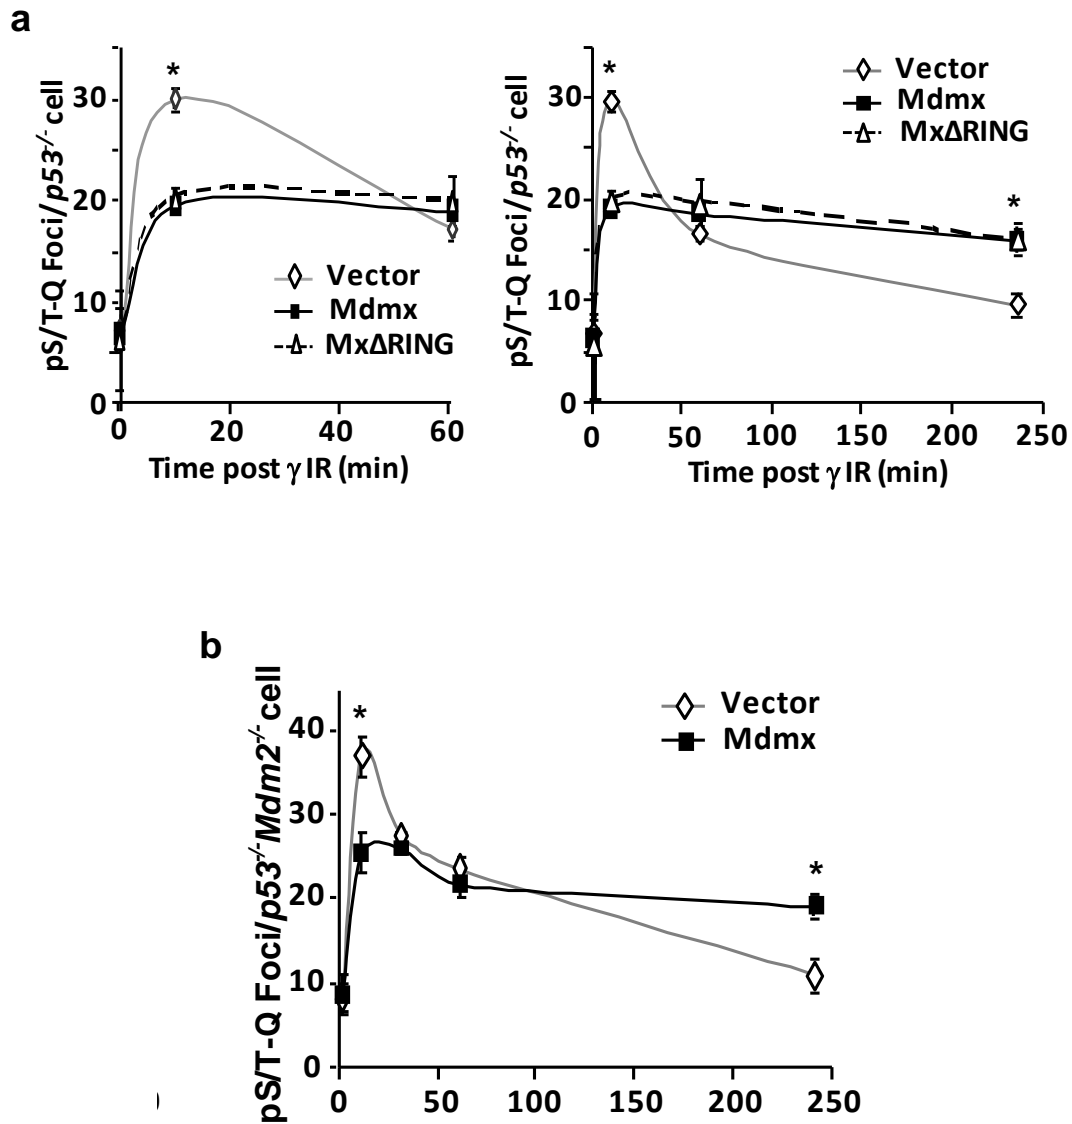 a
pS/T-Q Foci/p53-/- cell
30
20
10
0
*
Vector
Mdmx
MxΔRING
0 20 40 60
Time post γ IR (min)
pS/T-Q Foci/p53-/- cell
30
20
10
0
*
*
Vector
Mdmx
MxΔRING
0 50 100 150 200 250
Time post γ IR (min)
b
pS/T-Q Foci/p53-/-Mdm2-/- cell
40
30
20
10
0
*
*
Vector
Mdmx
0 50 100 150 200 250